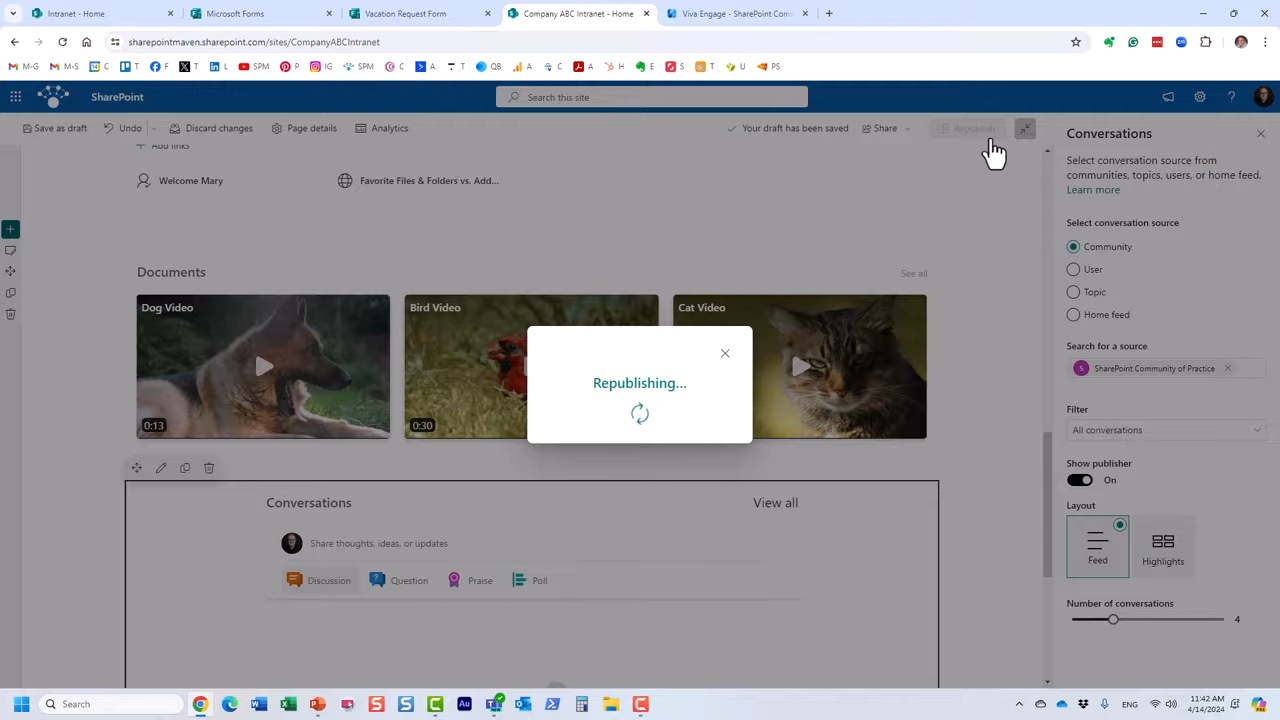 Intranet - Home
Microsoft Forms
Vacation Request Form
Company ABC Intranet - Home
Viva Engage - SharePoint Com
sharepointmaven.sharepoint.com/sites/CompanyABCIntranet
M-G
M-S
C
T
F
T
L
SPM
P
IG
SPM
C
A
T
QB
A
C
A
H
E
S
T
U
PS
SharePoint
Search this site
Save as draft
Undo
Discard changes
Page details
Analytics
Your draft has been saved
Share
Republish
Add links
Welcome Mary
Favorite Files & Folders vs. Add...
Documents
See all
Dog Video
Bird Video
Cat Video
0:13
0:30
Republishing...
Conversations
View all
Share thoughts, ideas, or updates
Discussion
Question
Praise
Poll
Conversations
Select conversation source from
communities, topics, users, or home feed.
Learn more
Select conversation source
Community
User
Topic
Home feed
Search for a source
S
SharePoint Community of Practice
Filter
All conversations
Show publisher
On
Layout
Feed
Highlights
Number of conversations
4
Search
ENG
11:42 AM
4/14/2024